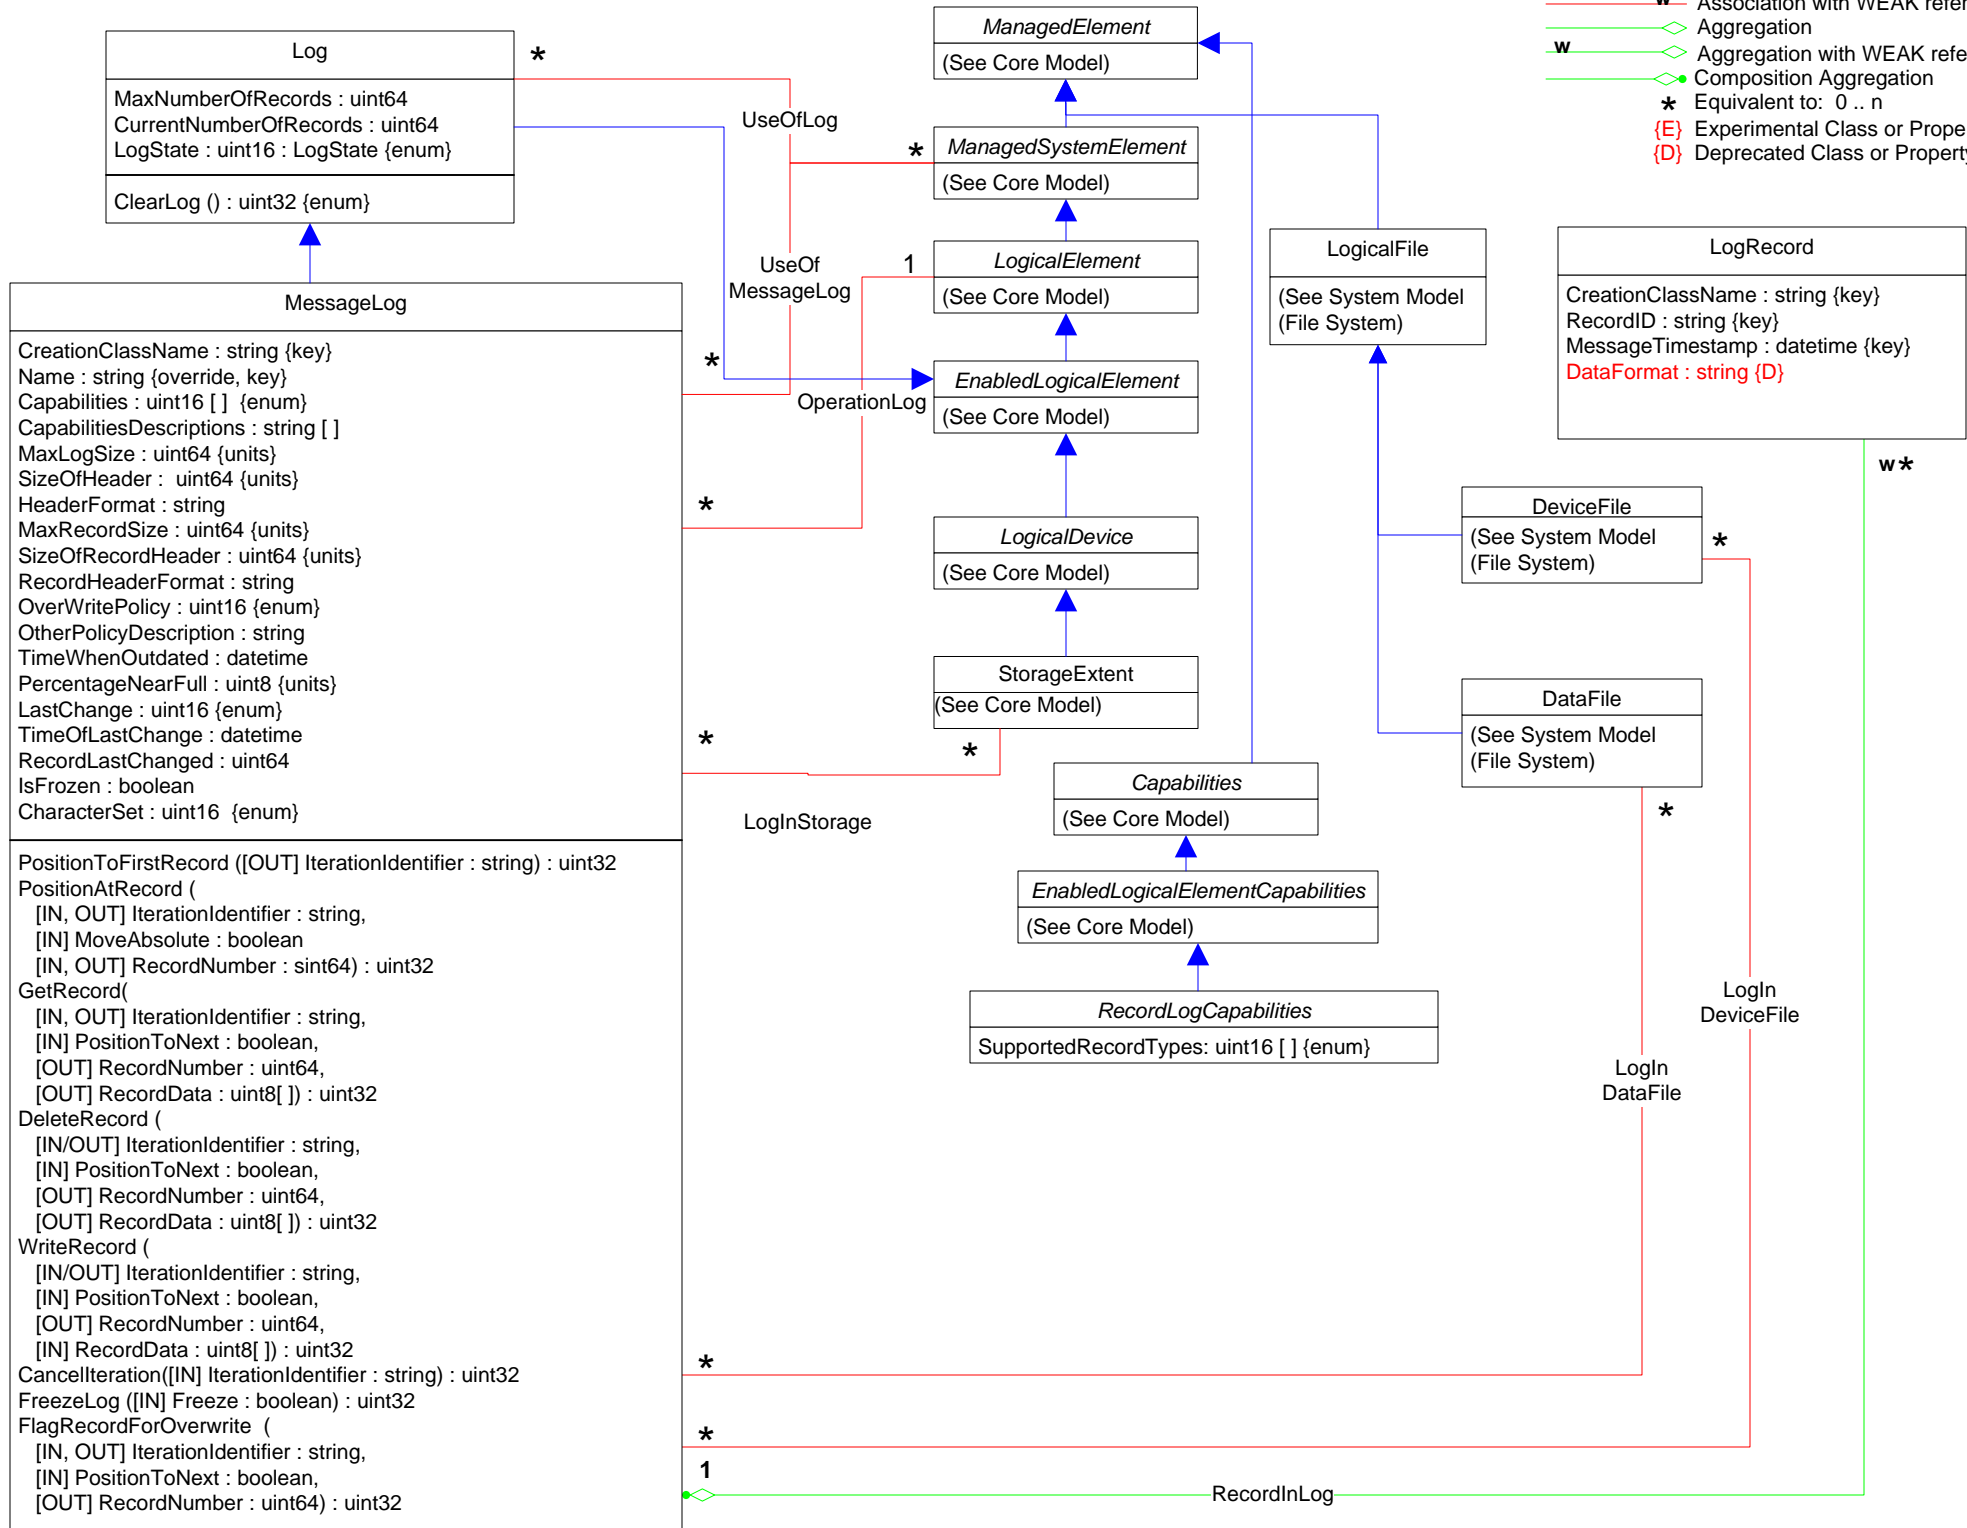 w Association with WEAK refer
Aggregation
w Aggregation with WEAK refe
Composition Aggregation
* Equivalent to: 0 .. n
{E} Experimental Class or Prope
{D} Deprecated Class or Property
Log
MaxNumberOfRecords : uint64
CurrentNumberOfRecords : uint64
LogState : uint16 : LogState {enum}
ClearLog () : uint32 {enum}
*
UseOfLog
*
ManagedElement
(See Core Model)
ManagedSystemElement
(See Core Model)
LogicalElement
(See Core Model)
1
UseOf
MessageLog
*
EnabledLogicalElement
(See Core Model)
OperationLog
*
LogicalDevice
(See Core Model)
StorageExtent
(See Core Model)
*
*
LogInStorage
LogicalFile
(See System Model
(File System)
LogRecord
CreationClassName : string {key}
RecordID : string {key}
MessageTimestamp : datetime {key}
DataFormat : string {D}
w*
DeviceFile
(See System Model
(File System)
*
DataFile
(See System Model
(File System)
*
Capabilities
(See Core Model)
EnabledLogicalElementCapabilities
(See Core Model)
RecordLogCapabilities
SupportedRecordTypes: uint16 [ ] {enum}
LogIn
DeviceFile
LogIn
DataFile
MessageLog
CreationClassName : string {key}
Name : string {override, key}
Capabilities : uint16 [ ] {enum}
CapabilitiesDescriptions : string [ ]
MaxLogSize : uint64 {units}
SizeOfHeader : uint64 {units}
HeaderFormat : string
MaxRecordSize : uint64 {units}
SizeOfRecordHeader : uint64 {units}
RecordHeaderFormat : string
OverWritePolicy : uint16 {enum}
OtherPolicyDescription : string
TimeWhenOutdated : datetime
PercentageNearFull : uint8 {units}
LastChange : uint16 {enum}
TimeOfLastChange : datetime
RecordLastChanged : uint64
IsFrozen : boolean
CharacterSet : uint16 {enum}
PositionToFirstRecord ([OUT] IterationIdentifier : string) : uint32
PositionAtRecord (
[IN, OUT] IterationIdentifier : string,
[IN] MoveAbsolute : boolean
[IN, OUT] RecordNumber : sint64) : uint32
GetRecord(
[IN, OUT] IterationIdentifier : string,
[IN] PositionToNext : boolean,
[OUT] RecordNumber : uint64,
[OUT] RecordData : uint8[ ]) : uint32
DeleteRecord (
[IN/OUT] IterationIdentifier : string,
[IN] PositionToNext : boolean,
[OUT] RecordNumber : uint64,
[OUT] RecordData : uint8[ ]) : uint32
WriteRecord (
[IN/OUT] IterationIdentifier : string,
[IN] PositionToNext : boolean,
[OUT] RecordNumber : uint64,
[IN] RecordData : uint8[ ]) : uint32
CancelIteration([IN] IterationIdentifier : string) : uint32
FreezeLog ([IN] Freeze : boolean) : uint32
FlagRecordForOverwrite (
[IN, OUT] IterationIdentifier : string,
[IN] PositionToNext : boolean,
[OUT] RecordNumber : uint64) : uint32
*
*
1
RecordInLog